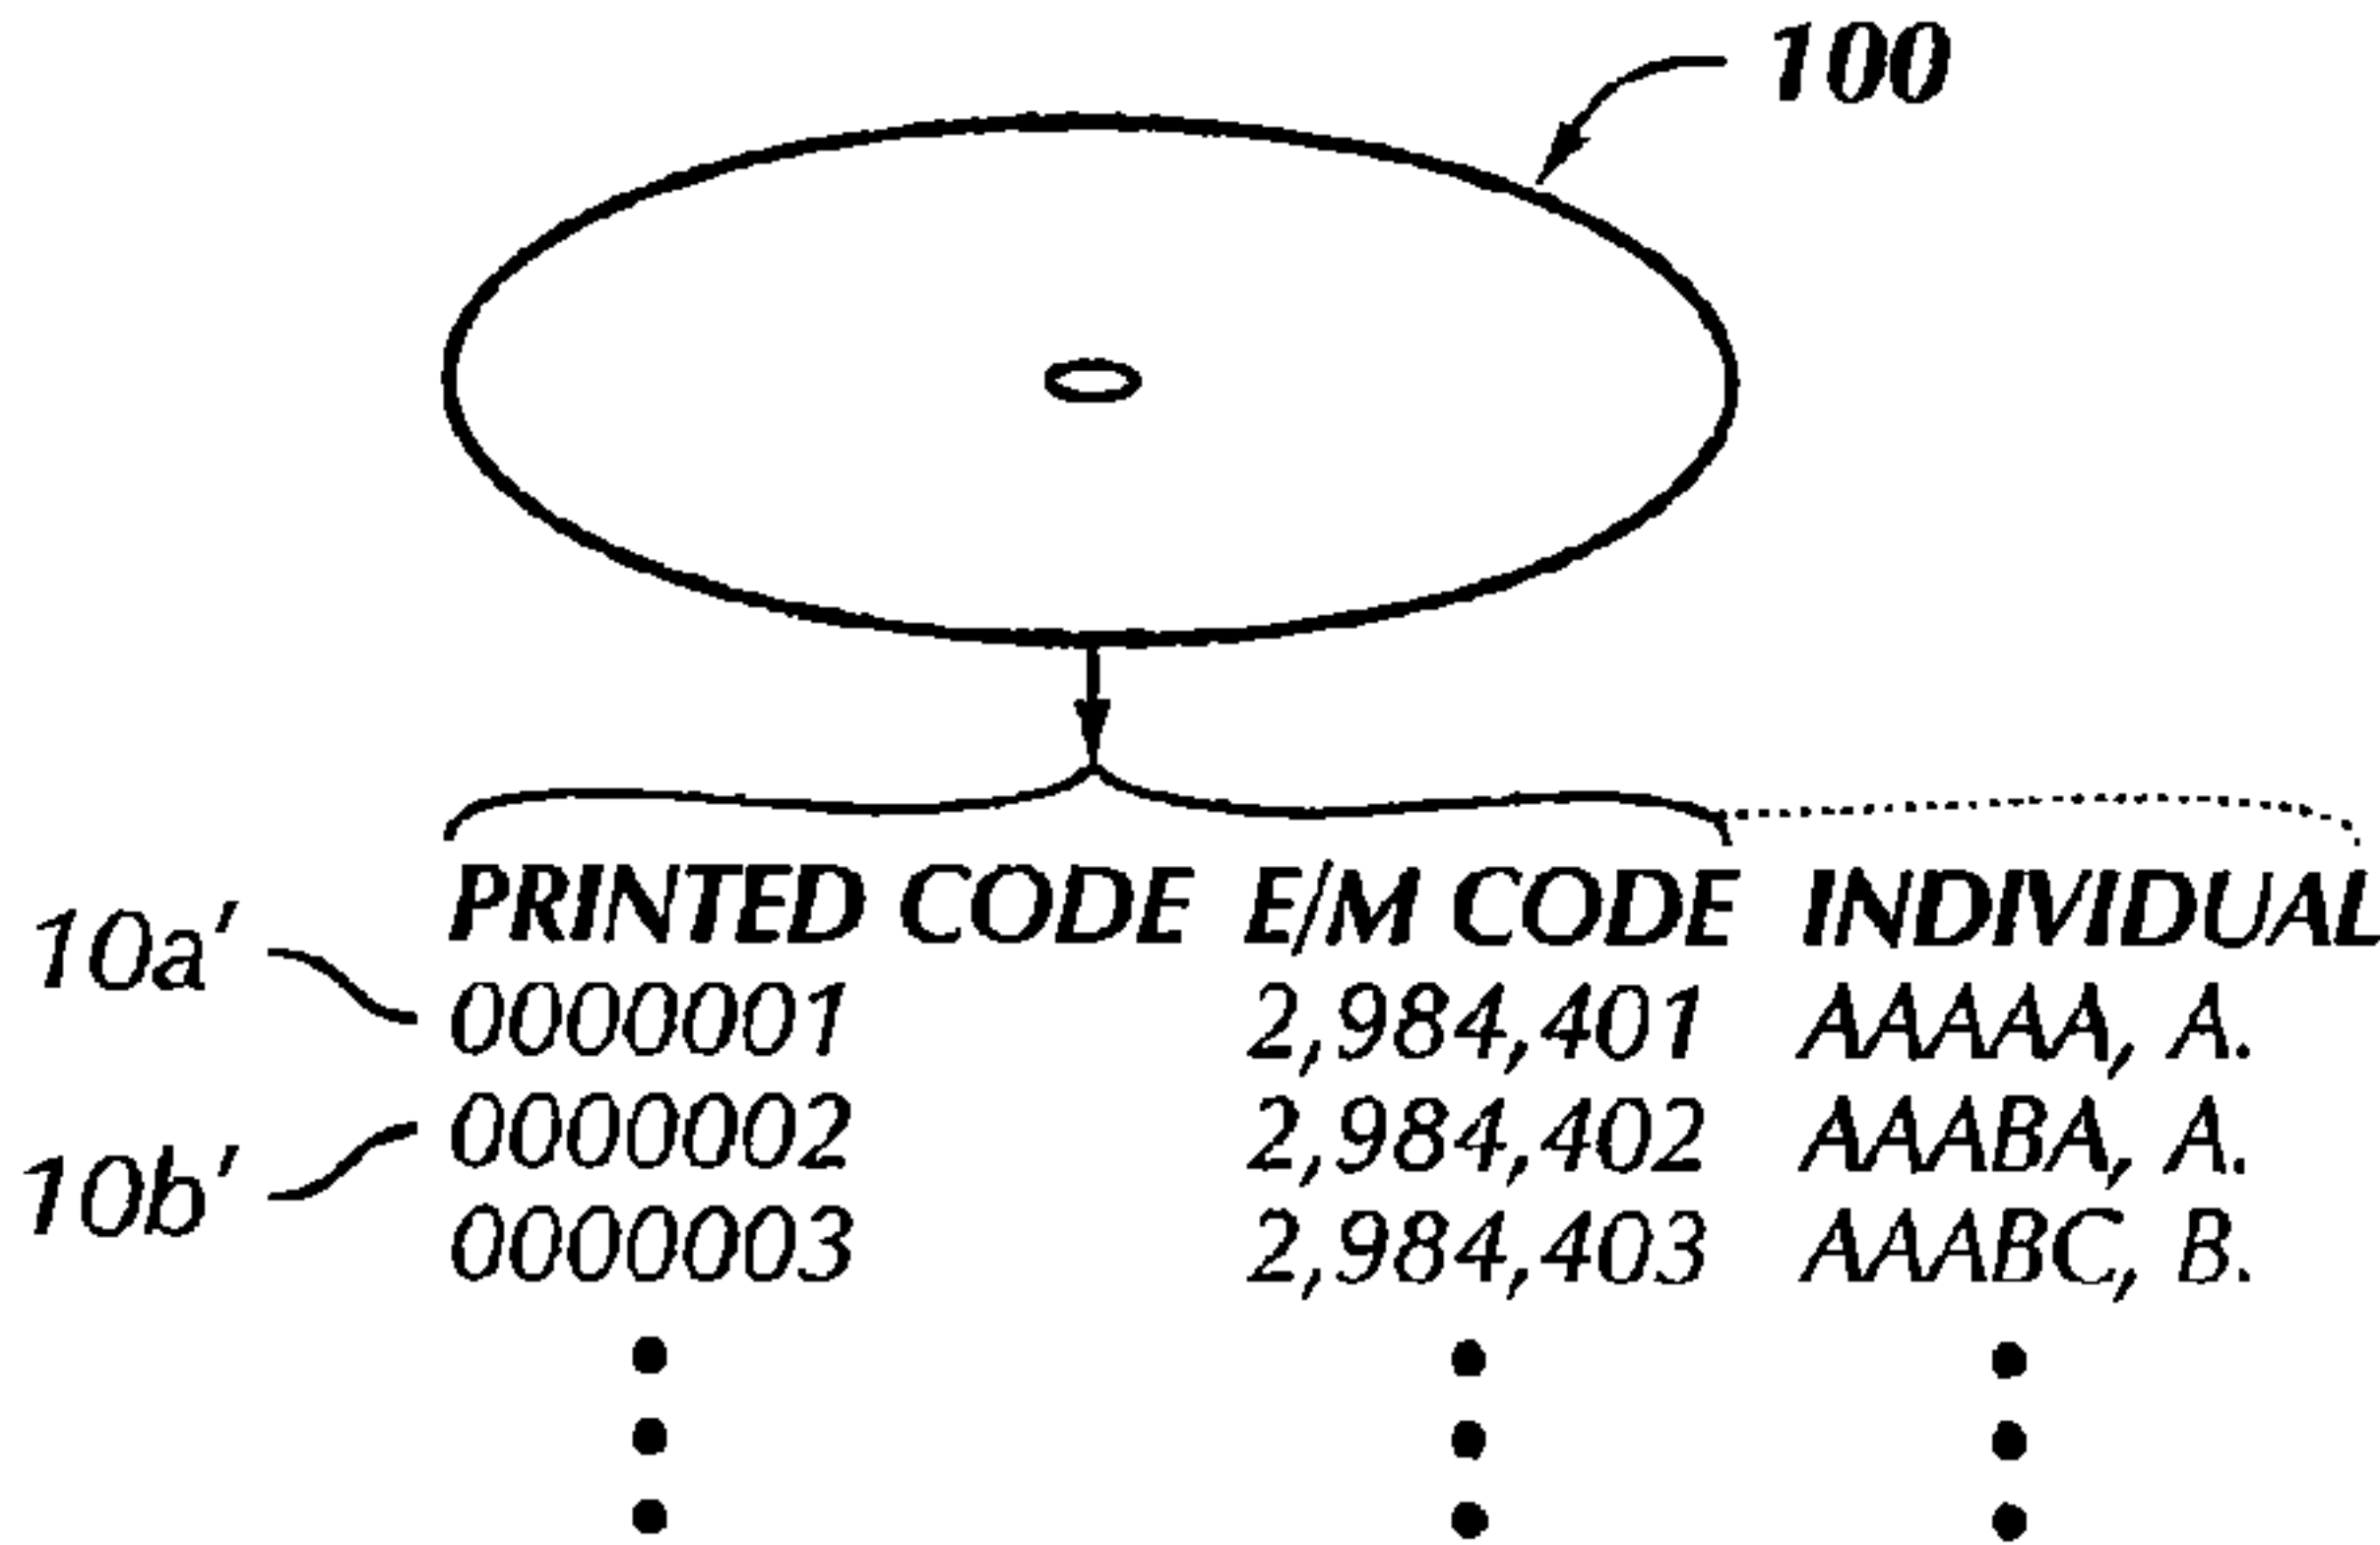 100
PRINTED CODE E/M CODE INDIVIDUAL
10a' 0000001 2,984,401 AAAAA, A.
10b' 0000002 2,984,402 AAABA, A.
0000003 2,984,403 AAABC, B.